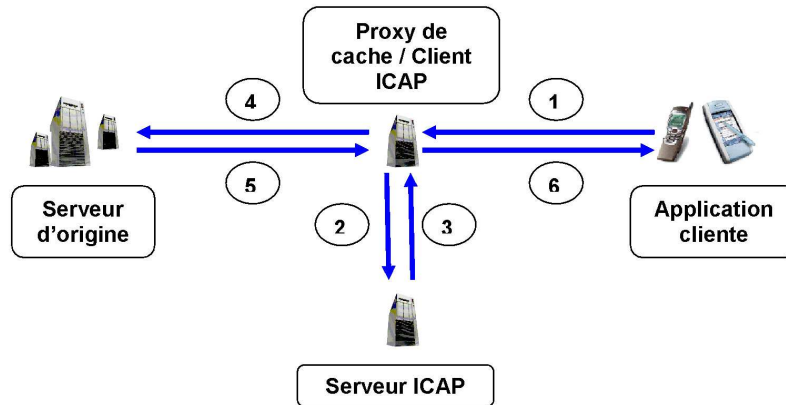 Proxy de
cache / Client
ICAP
4
1
5
6
Serveur
d'origine
2
3
Application
cliente
Serveur ICAP